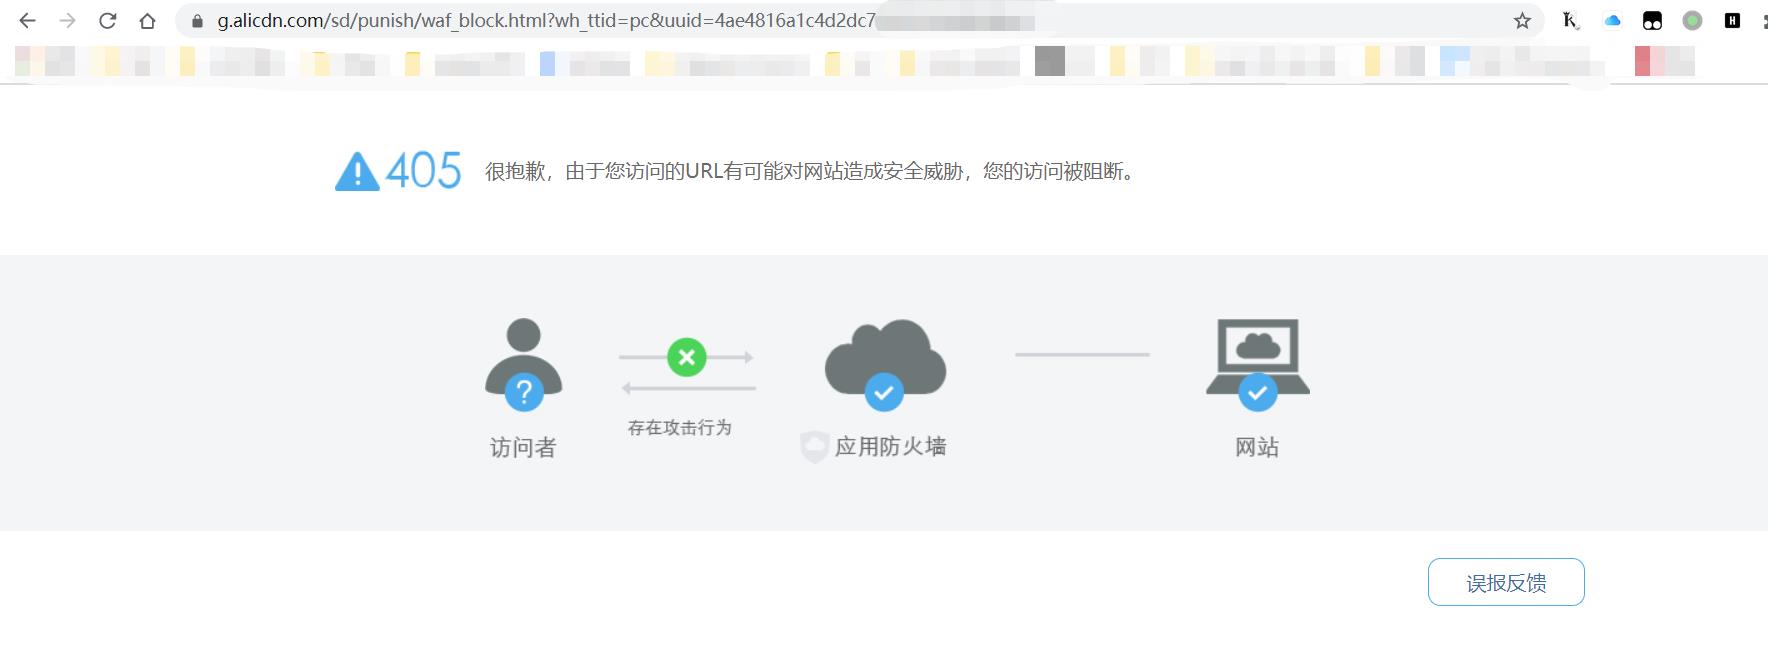 g.alicdn.com/sd/punish/waf_block.html?wh_ttid=pc&uuid=4ae4816a1c4d2dc7
405 很抱歉，由于您访问的URL有可能对网站造成安全威胁，您的访问被阻断。
存在攻击行为
访问者
应用防火墙
网站
误报反馈